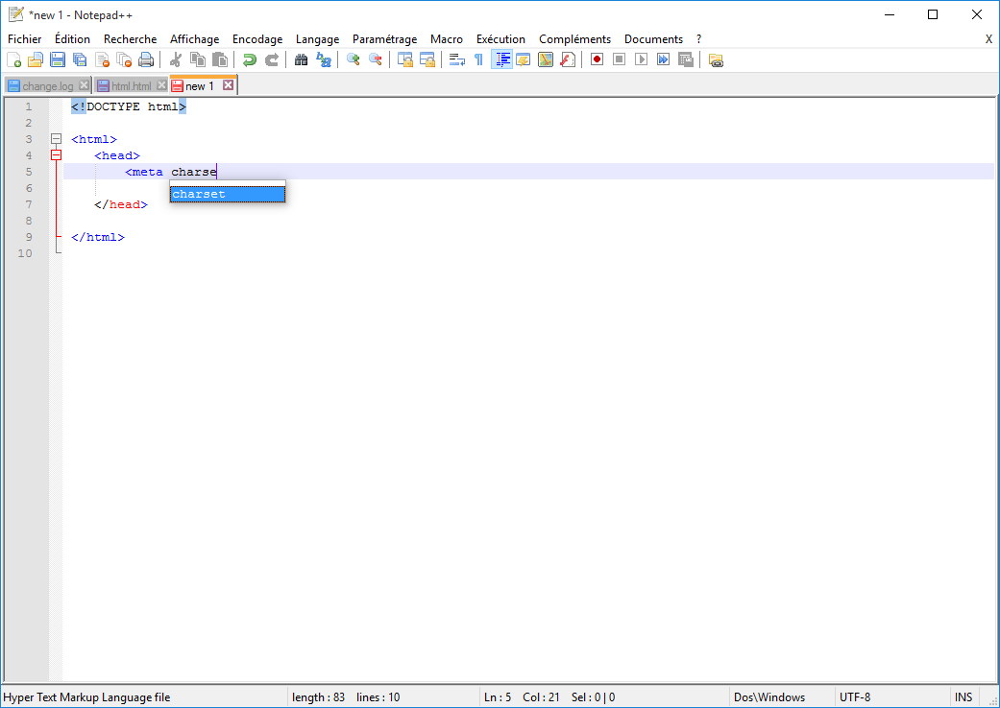 *new 1 - Notepad++
Fichier Édition Recherche Affichage Encodage Langage Paramétrage Macro Exécution Compléments Documents ? X
change.log html.html new 1
1 <!DOCTYPE html>
2
3 <html>
4 <head>
5 <meta charse
6 charset
7 </head>
8
9 </html>
10
Hyper Text Markup Language file length : 83 lines : 10 Ln : 5 Col : 21 Sel : 0 | 0 Dos\Windows UTF-8 INS